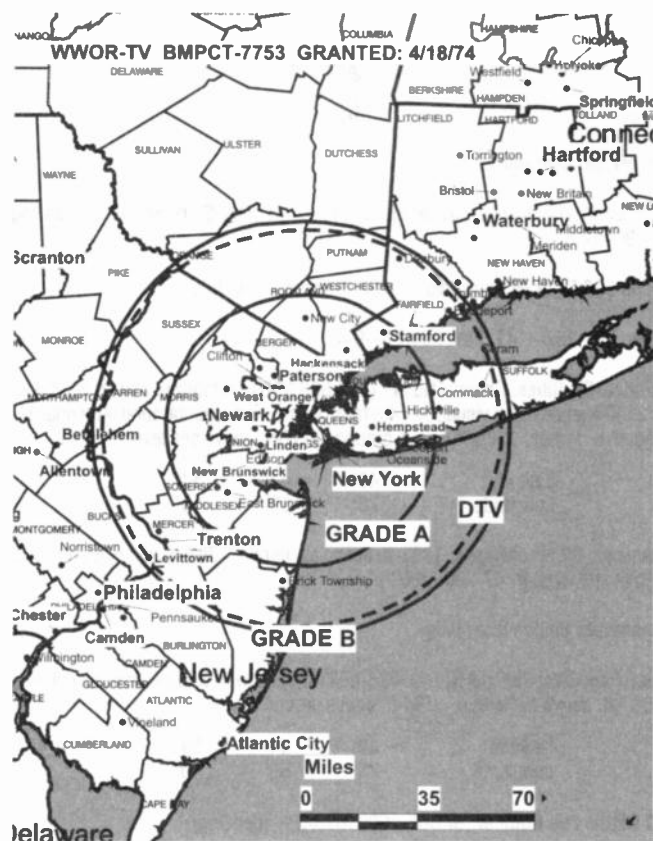 COLUMBIA
HAMPSHIRE
Chicopee
WWOR-TV BMPCT-7753 GRANTED: 4/18/74
Holyoke
Westfield
DELAWARE
BERKSHIRE
HAMPDEN
Springfield
TOLLAND
LITCHFIELD
HARTFORD
Connec
ULSTER
SULLIVAN
DUTCHESS
Torrington
Hartford
WAYNE
Bristol
New Britain
Waterbury
Middletown
Meriden
Scranton
ORANGE
PUTNAM
NEW HAVEN
PIKE
Danbury
New Haven
ROCKLAND
WESTCHESTER
FAIRFIELD
SUSSEX
New City
Stamford
BERGEN
MONROE
Clifton
Hackensack
Paterson
SUFFOLK
NORTHAMPTON
WARREN
MORRIS
West Orange
Commack
Newark
QUEENS
Hicksville
Hempstead
Bethlehem
UNION
Linden
Oceanside
Allentown
New Brunswick
New York
SOMERSET
MIDDLESEX
East Brunswick
DTV
BUCKS
MERCER
GRADE A
MONTGOMERY
Trenton
Norristown
Levittown
Brick Township
Philadelphia
Chester
Pennsauken
Camden
GRADE B
BURLINGTON
Wilmington
CAMDEN
New Jersey
GLOUCESTER
ATLANTIC
Vineland
CUMBERLAND
Atlantic City
Miles
0 35 70
CAPE MAY
Delaware